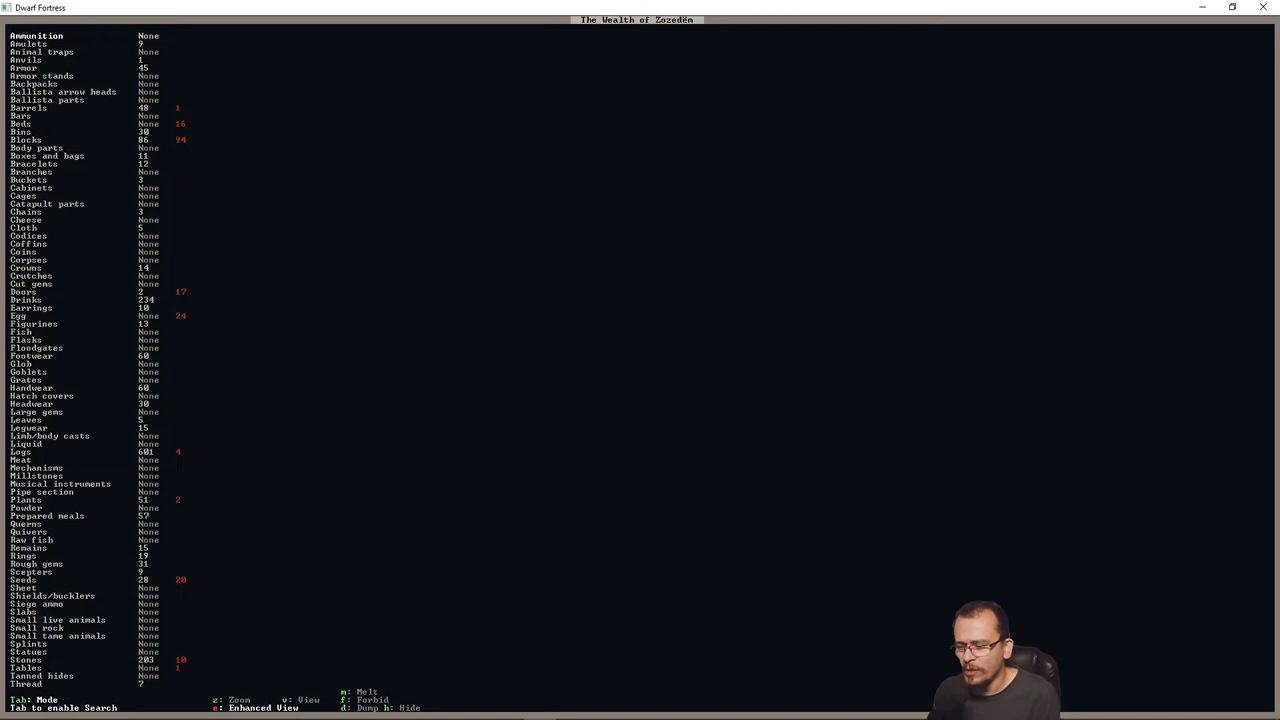 Dwarf Fortress
The Wealth of Zozedëm
Ammunition None
Amulets 9
Animal traps None
Anvils 1
Armor 45
Armor stands None
Backpacks None
Ballista arrow heads None
Ballista parts None
Barrels 48 1
Bars None
Beds None 16
Bins 30
Blocks 86 94
Body parts None
Boxes and bags 11
Bracelets 12
Branches None
Buckets 3
Cabinets None
Cages None
Catapult parts None
Chains 3
Cheese None
Cloth 5
Codices None
Coffins None
Coins None
Corpses None
Crowns 14
Crutches None
Cut gems None
Doors 2 17
Drinks 234
Earrings 10
Egg None 24
Figurines 13
Fish None
Flasks None
Floodgates None
Footwear 60
Glob None
Goblets None
Grates None
Handwear 60
Hatch covers None
Headwear 30
Large gems None
Leaves 5
Legwear 15
Limb/body casts None
Liquid None
Logs 601 4
Meat None
Mechanisms None
Millstones None
Musical instruments None
Pipe section None
Plants 51 2
Powder None
Prepared meals 57
Querns None
Quivers None
Raw fish None
Remains 15
Rings 19
Rough gems 31
Scepters 9
Seeds 28 20
Sheet None
Shields/bucklers None
Siege ammo None
Slabs None
Small live animals None
Small rock None
Small tame animals None
Splints None
Statues None
Stones 203 10
Tables None 1
Tanned hides None
Thread 7
m: Melt
Tab: Mode z: Zoom v: View f: Forbid
Tab to enable Search e: Enhanced View d: Dump h: Hide